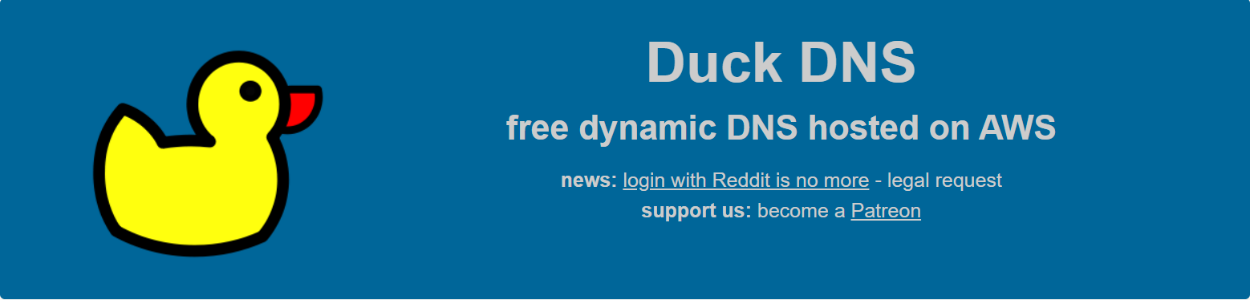 Duck DNS
free dynamic DNS hosted on AWS
news: login with Reddit is no more - legal request
support us: become a Patreon